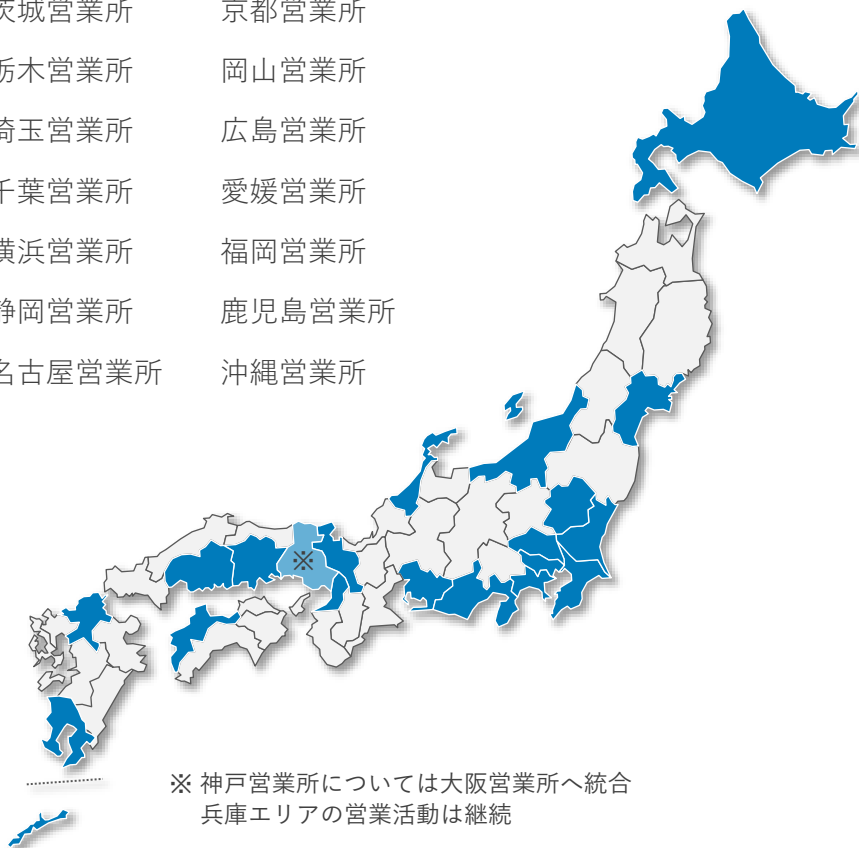 茨城営業所
栃木営業所
埼玉営業所
千葉営業所
横浜営業所
静岡営業所
名古屋営業所
京都営業所
岡山営業所
広島営業所
愛媛営業所
福岡営業所
鹿児島営業所
沖縄営業所
※
※ 神戸営業所については大阪営業所へ統合
兵庫エリアの営業活動は継続